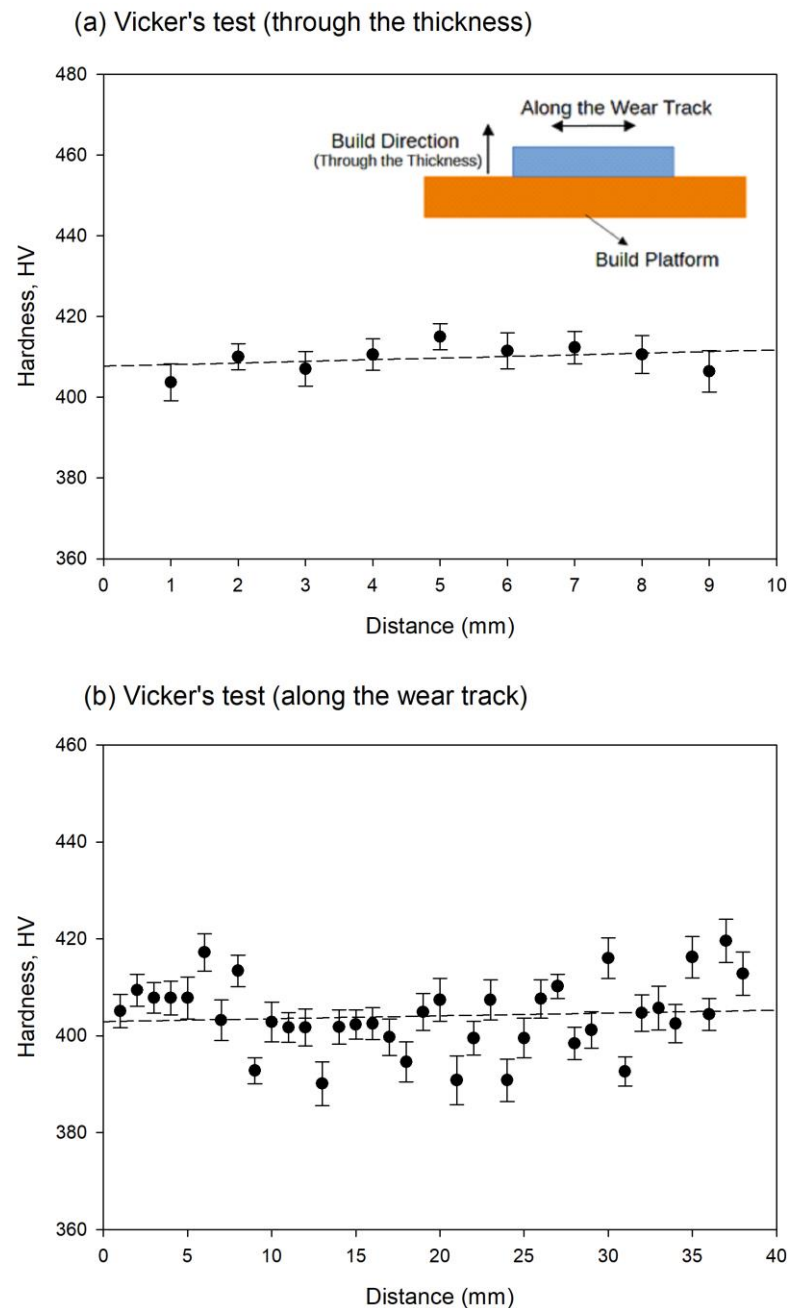 (a) Vicker's test (through the thickness)
480
460
440
420
400
380
360
Hardness, HV
Along the Wear Track
Build Direction
(Through the Thickness)
Build Platform
0 1 2 3 4 5 6 7 8 9 10
Distance (mm)
(b) Vicker's test (along the wear track)
460
440
420
400
380
360
Hardness, HV
0 5 10 15 20 25 30 35 40
Distance (mm)